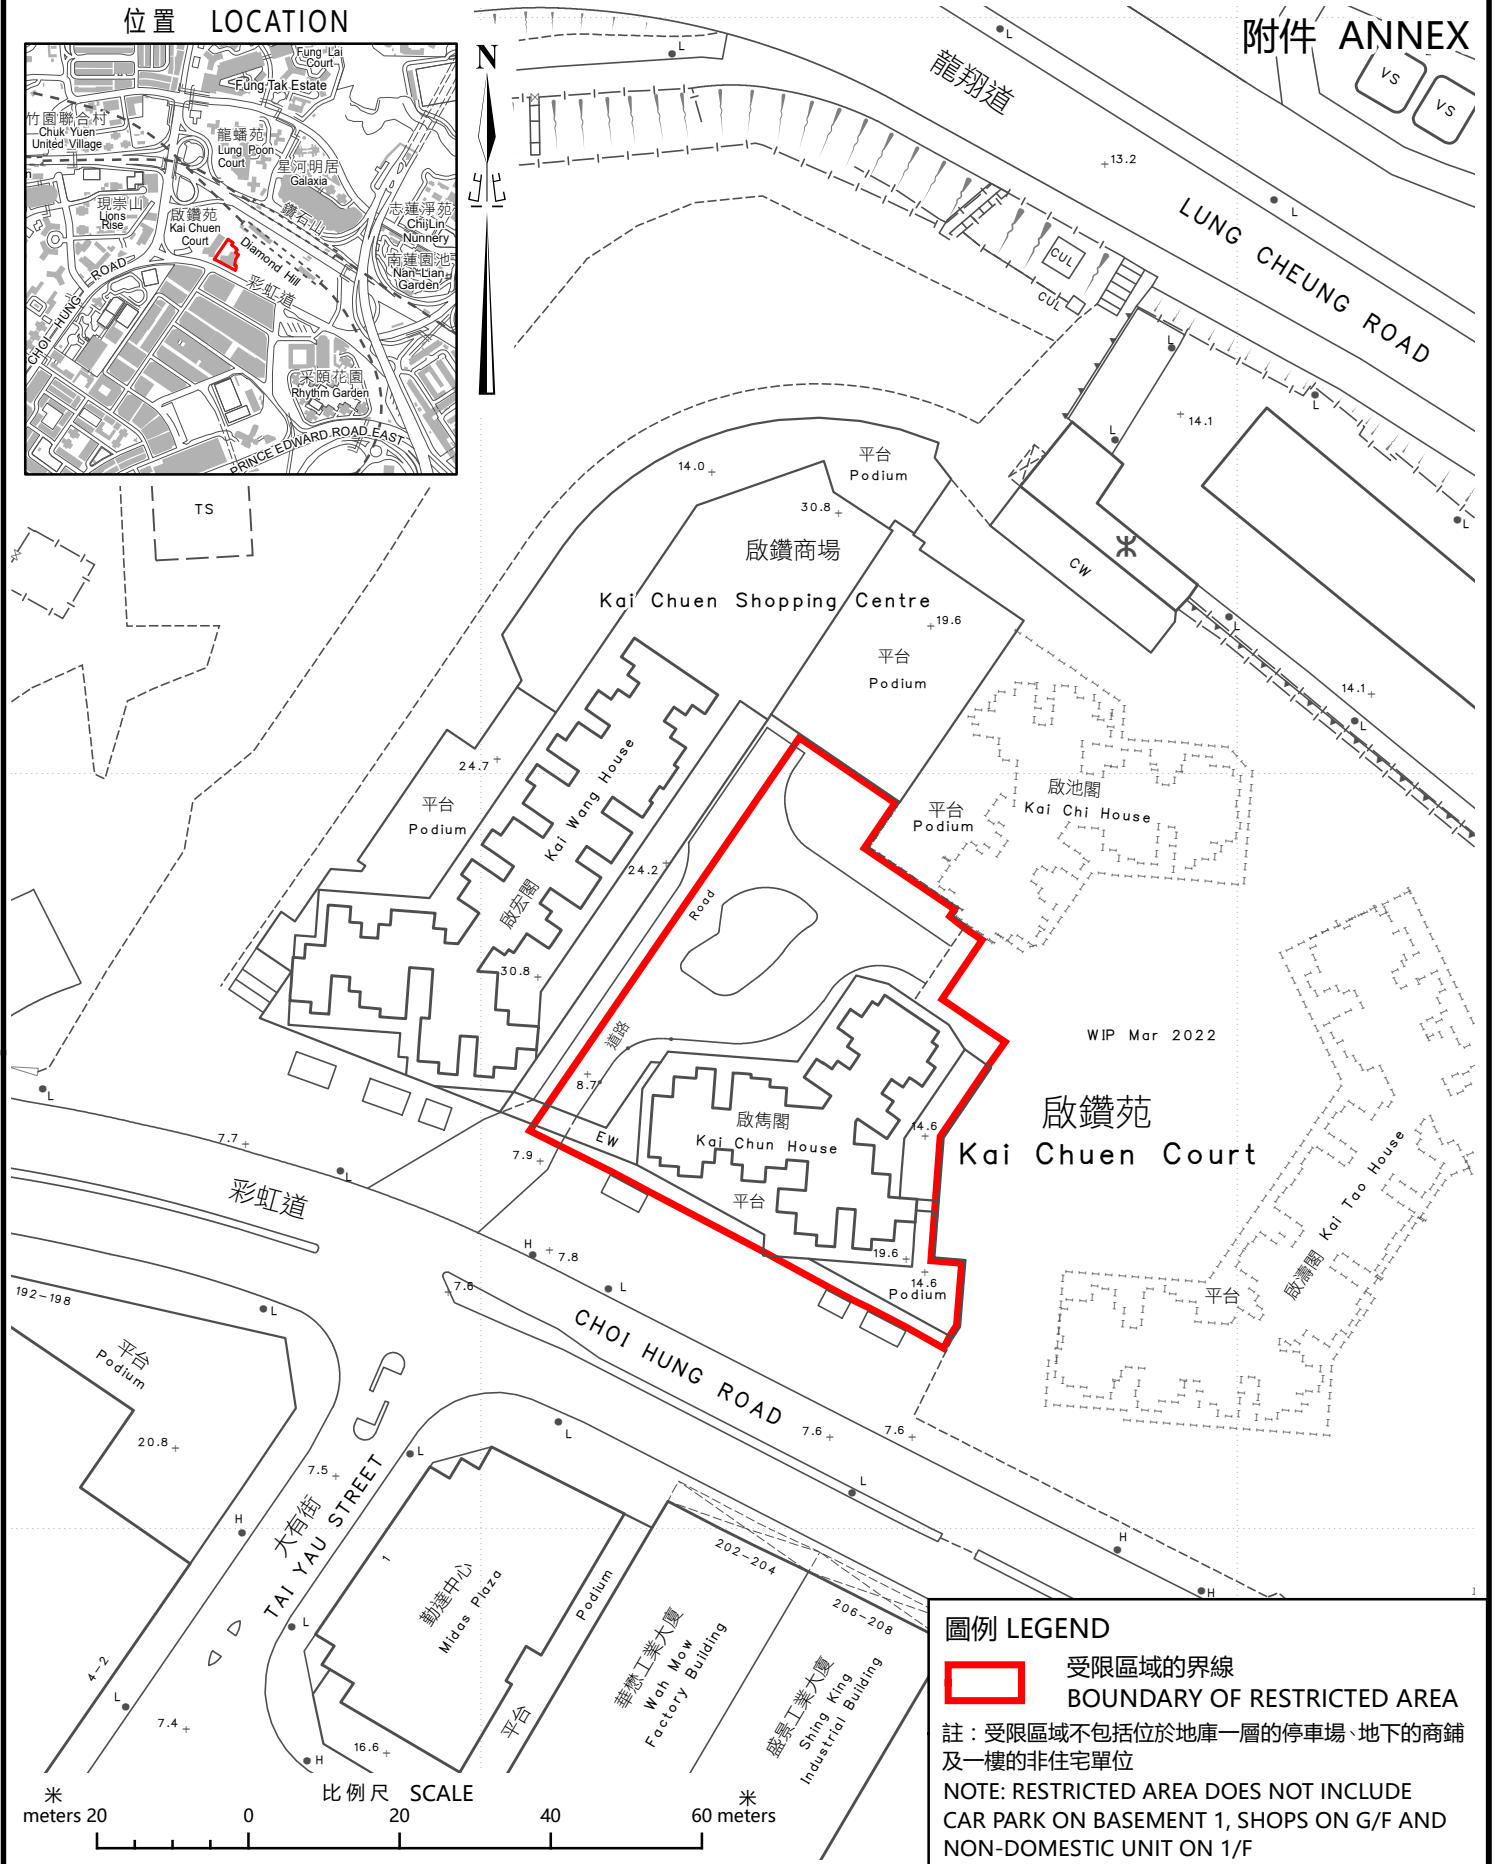 位置 LOCATION
附件 ANNEX
Fung Lai
Court
Fung Tak Estate
竹園聯合村
Chuk Yuen
United Village
龍蟠苑
Lung Poon
Court
星河明居
Galaxia
現崇山
Lions
Rise
啟鑽苑
Kai Chuen
Court
鑽石山
Diamond Hill
志蓮淨苑
Chi Lin
Nunnery
南蓮園池
Nan Lian
Garden
彩虹道
CHOI HUNG ROAD
采頤花園
Rhythm Garden
PRINCE EDWARD ROAD EAST
N
L
L
VS
VS
龍翔道
13.2
L
LUNG CHEUNG ROAD
CUL
CUL
L
L
L
14.1
L
14.0
平台
Podium
30.8
啟鑽商場
Kai Chuen Shopping Centre
TS
CW
19.6
平台
Podium
L
14.1
L
24.7
平台
Podium
Kai Wang House
啟宏閣
24.2
30.8
Road
道路
8.7
平台
Podium
啟池閣
Kai Chi House
WIP Mar 2022
啟鑽苑
Kai Chuen Court
啟雋閣
Kai Chun House
14.6
平台
19.6
14.6
Podium
EW
7.9
L
7.7
L
彩虹道
H
7.8
L
7.6
CHOI HUNG ROAD
7.6
7.6
啟濤閣 Kai Tao House
平台
192-198
L
平台
Podium
20.8
7.5
L
L
L
H
大有街
TAI YAU STREET
1
勤達中心
Midas Plaza
Podium
平台
202-204
206-208
華懋工業大廈
Wah Mow
Factory Building
盛景工業大廈
Shing King
Industrial Building
H
H
L
4-2
L
7.4
H
16.6
圖例 LEGEND
受限區域的界線
BOUNDARY OF RESTRICTED AREA
註：受限區域不包括位於地庫一層的停車場、地下的商鋪
及一樓的非住宅單位
NOTE: RESTRICTED AREA DOES NOT INCLUDE
CAR PARK ON BASEMENT 1, SHOPS ON G/F AND
NON-DOMESTIC UNIT ON 1/F
比例尺 SCALE
米
meters 20 0 20 40 60 meters
米